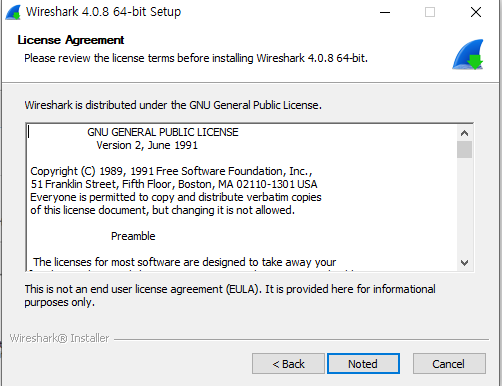 Wireshark 4.0.8 64-bit Setup
License Agreement
Please review the license terms before installing Wireshark 4.0.8 64-bit.
Wireshark is distributed under the GNU General Public License.
GNU GENERAL PUBLIC LICENSE
Version 2, June 1991
Copyright (C) 1989, 1991 Free Software Foundation, Inc.,
51 Franklin Street, Fifth Floor, Boston, MA 02110-1301 USA
Everyone is permitted to copy and distribute verbatim copies
of this license document, but changing it is not allowed.
Preamble
The licenses for most software are designed to take away your
This is not an end user license agreement (EULA). It is provided here for informational
purposes only.
Wireshark® Installer
< Back Noted Cancel